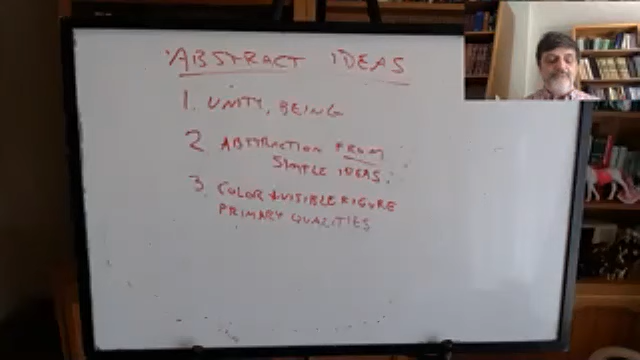 ABSTRACT IDEAS
1. UNITY, BEING
2 ABSTRACTION FROM
SIMPLE IDEAS.
3. COLOR & VISIBLE FIGURE
PRIMARY QUALITIES